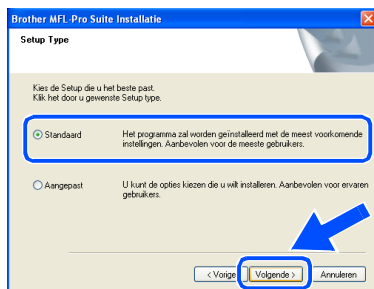 Brother MFL-Pro Suite Installatie
Setup Type
Kies de Setup die u het beste past.
Klik het door u gewenste Setup type.
Standaard
Het programma zal worden geïnstalleerd met de meest voorkomende
instellingen. Aanbevolen voor de meeste gebruikers.
Aangepast
U kunt de opties kiezen die u wilt installeren. Aanbevolen voor ervaren
gebruikers.
< Vorige
Volgende >
Annuleren